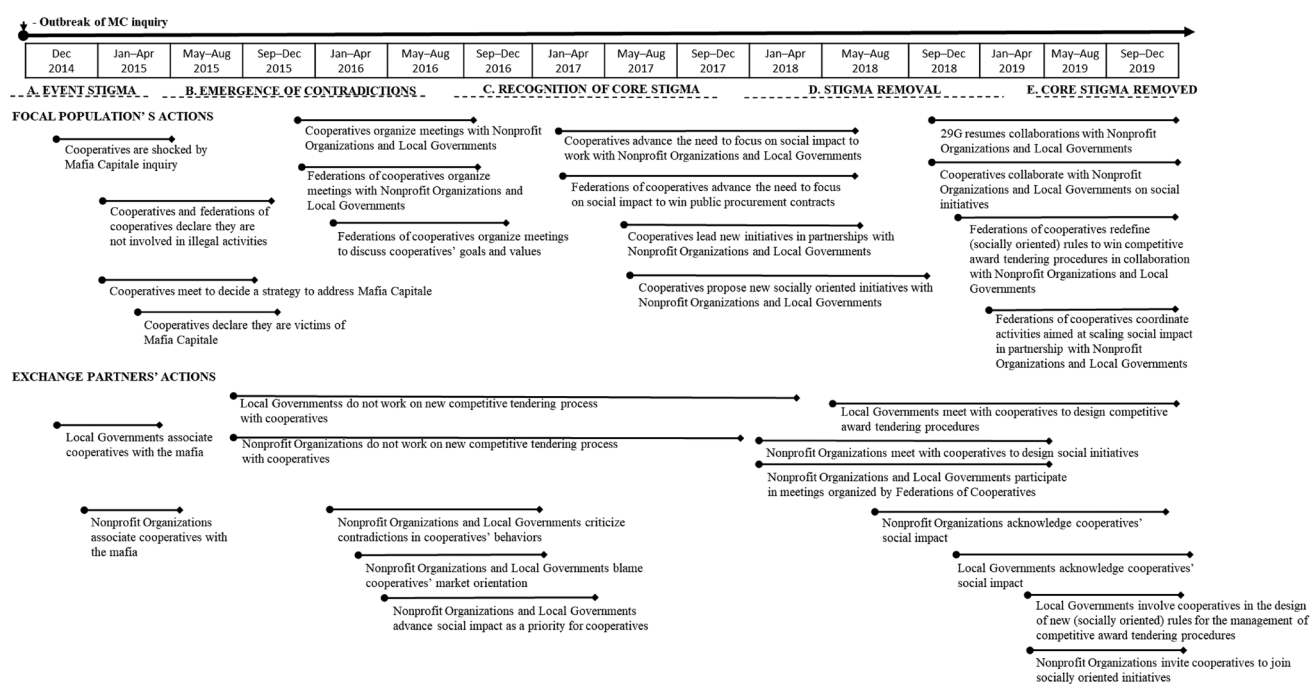 - Outbreak of MC inquiry
Dec 2014
Jan–Apr 2015
May–Aug 2015
Sep–Dec 2015
Jan–Apr 2016
May–Aug 2016
Sep–Dec 2016
Jan–Apr 2017
May–Aug 2017
Sep–Dec 2017
Jan–Apr 2018
May–Aug 2018
Sep–Dec 2018
Jan–Apr 2019
May–Aug 2019
Sep–Dec 2019
A. EVENT STIGMA
B. EMERGENCE OF CONTRADICTIONS
C. RECOGNITION OF CORE STIGMA
D. STIGMA REMOVAL
E. CORE STIGMA REMOVED
FOCAL POPULATION' S ACTIONS
Cooperatives are shocked by
Mafia Capitale inquiry
Cooperatives and federations of
cooperatives declare they are
not involved in illegal activities
Cooperatives meet to decide a strategy to address Mafia Capitale
Cooperatives declare they are victims of
Mafia Capitale
Cooperatives organize meetings with Nonprofit
Organizations and Local Governments
Federations of cooperatives organize
meetings with Nonprofit Organizations and
Local Governments
Federations of cooperatives organize meetings
to discuss cooperatives' goals and values
Cooperatives advance the need to focus on social impact to
work with Nonprofit Organizations and Local Governments
Federations of cooperatives advance the need to focus
on social impact to win public procurement contracts
Cooperatives lead new initiatives in partnerships with
Nonprofit Organizations and Local Governments
Cooperatives propose new socially oriented initiatives with
Nonprofit Organizations and Local Governments
29G resumes collaborations with Nonprofit
Organizations and Local Governments
Cooperatives collaborate with Nonprofit
Organizations and Local Governments on social
initiatives
Federations of cooperatives redefine
(socially oriented) rules to win competitive
award tendering procedures in collaboration
with Nonprofit Organizations and Local
Governments
Federations of cooperatives coordinate
activities aimed at scaling social impact
in partnership with Nonprofit
Organizations and Local Governments
EXCHANGE PARTNERS' ACTIONS
Local Governments associate
cooperatives with the mafia
Nonprofit Organizations
associate cooperatives with
the mafia
Local Governmentss do not work on new competitive tendering process
with cooperatives
Nonprofit Organizations do not work on new competitive tendering process
with cooperatives
Nonprofit Organizations and Local Governments criticize
contradictions in cooperatives' behaviors
Nonprofit Organizations and Local Governments blame
cooperatives' market orientation
Nonprofit Organizations and Local Governments
advance social impact as a priority for cooperatives
Local Governments meet with cooperatives to design competitive
award tendering procedures
Nonprofit Organizations meet with cooperatives to design social initiatives
Nonprofit Organizations and Local Governments participate
in meetings organized by Federations of Cooperatives
Nonprofit Organizations acknowledge cooperatives'
social impact
Local Governments acknowledge cooperatives'
social impact
Local Governments involve cooperatives in the design
of new (socially oriented) rules for the management of
competitive award tendering procedures
Nonprofit Organizations invite cooperatives to join
socially oriented initiatives